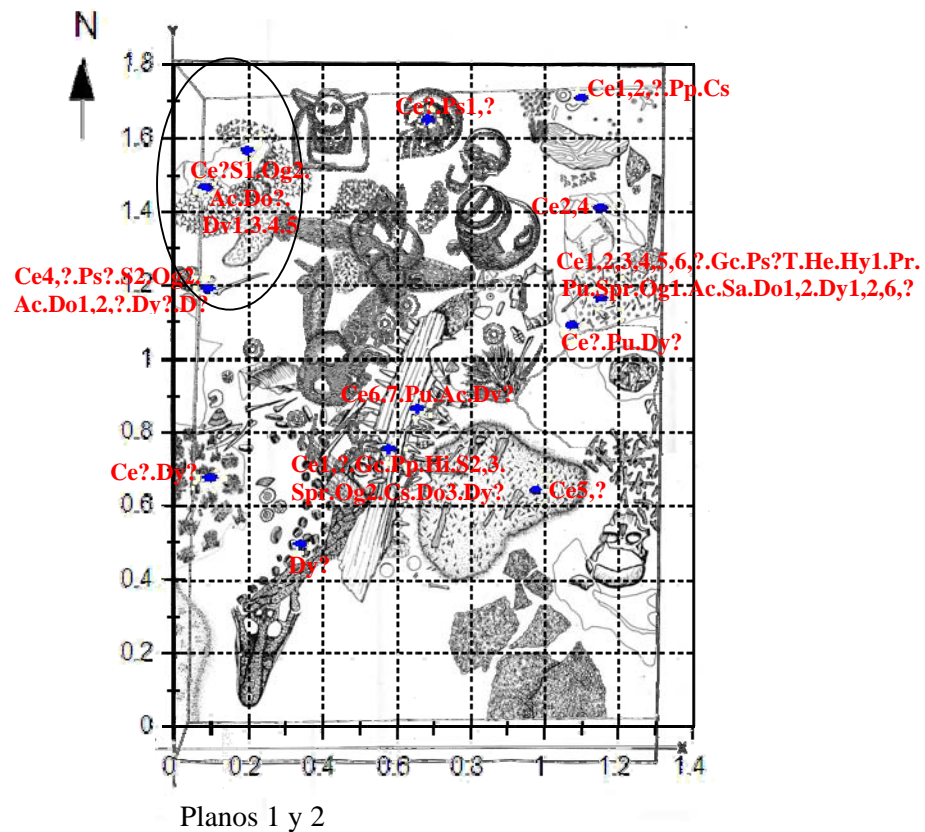 N
Y
1.8
1.6
1.4
1.2
1
0.8
0.6
0.4
0.2
0
Ce1,2,?.Pp.Cs
Ce?.Ps1,?
Ce?S1.Og2.
Ac.Do?.
Dy1,3,4,5
Ce2,4
Ce4,?.Ps?.S2.Og2.
Ac.Do1,2,?.Dy?.D?
Ce1,2,3,4,5,6,?.Gc.Ps?T.He.Hy1.Pr.
Pu.Spr.Og1.Ac.Sa.Do1,2.Dy1,2,6,?
Ce?.Pu.Dy?
Ce6,7.Pu.Ac.Dy?
Ce1,?.Gc.Pp.Hi.S2,3.
Spr.Og2.Cs.Do3.Dy?
Ce?.Dy?
Ce5,?
Dy?
X
0 0.2 0.4 0.6 0.8 1 1.2 1.4
Planos 1 y 2